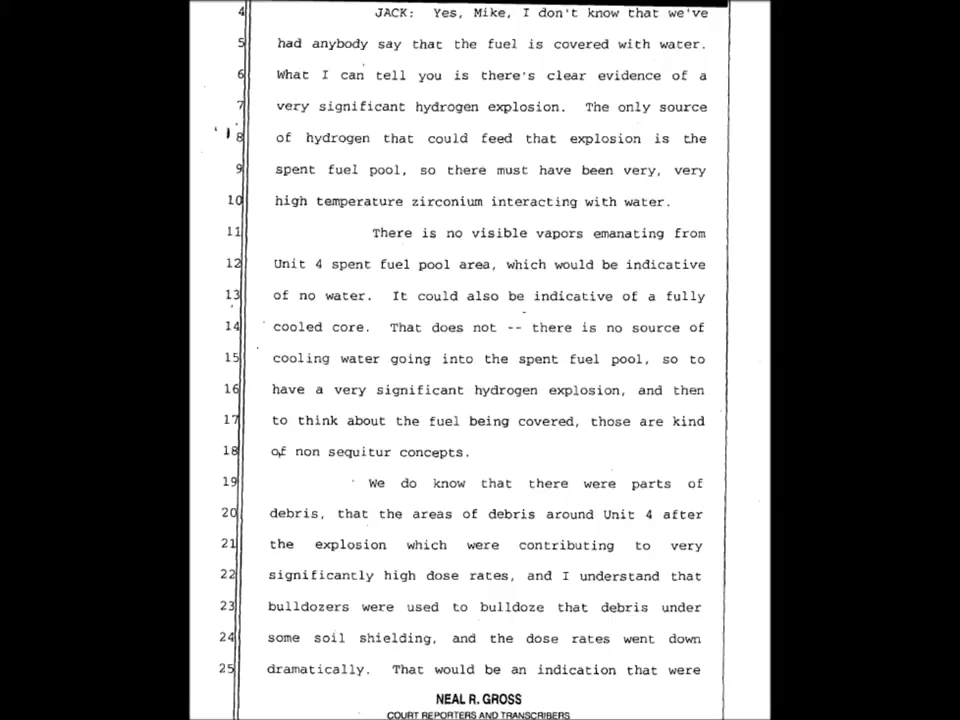 4 JACK: Yes, Mike, I don't know that we've
5 had anybody say that the fuel is covered with water.
6 What I can tell you is there's clear evidence of a
7 very significant hydrogen explosion. The only source
8 of hydrogen that could feed that explosion is the
9 spent fuel pool, so there must have been very, very
10 high temperature zirconium interacting with water.
11 There is no visible vapors emanating from
12 Unit 4 spent fuel pool area, which would be indicative
13 of no water. It could also be indicative of a fully
14 cooled core. That does not -- there is no source of
15 cooling water going into the spent fuel pool, so to
16 have a very significant hydrogen explosion, and then
17 to think about the fuel being covered, those are kind
18 of non sequitur concepts.
19 We do know that there were parts of
20 debris, that the areas of debris around Unit 4 after
21 the explosion which were contributing to very
22 significantly high dose rates, and I understand that
23 bulldozers were used to bulldoze that debris under
24 some soil shielding, and the dose rates went down
25 dramatically. That would be an indication that were
NEAL R. GROSS
COURT REPORTERS AND TRANSCRIBERS